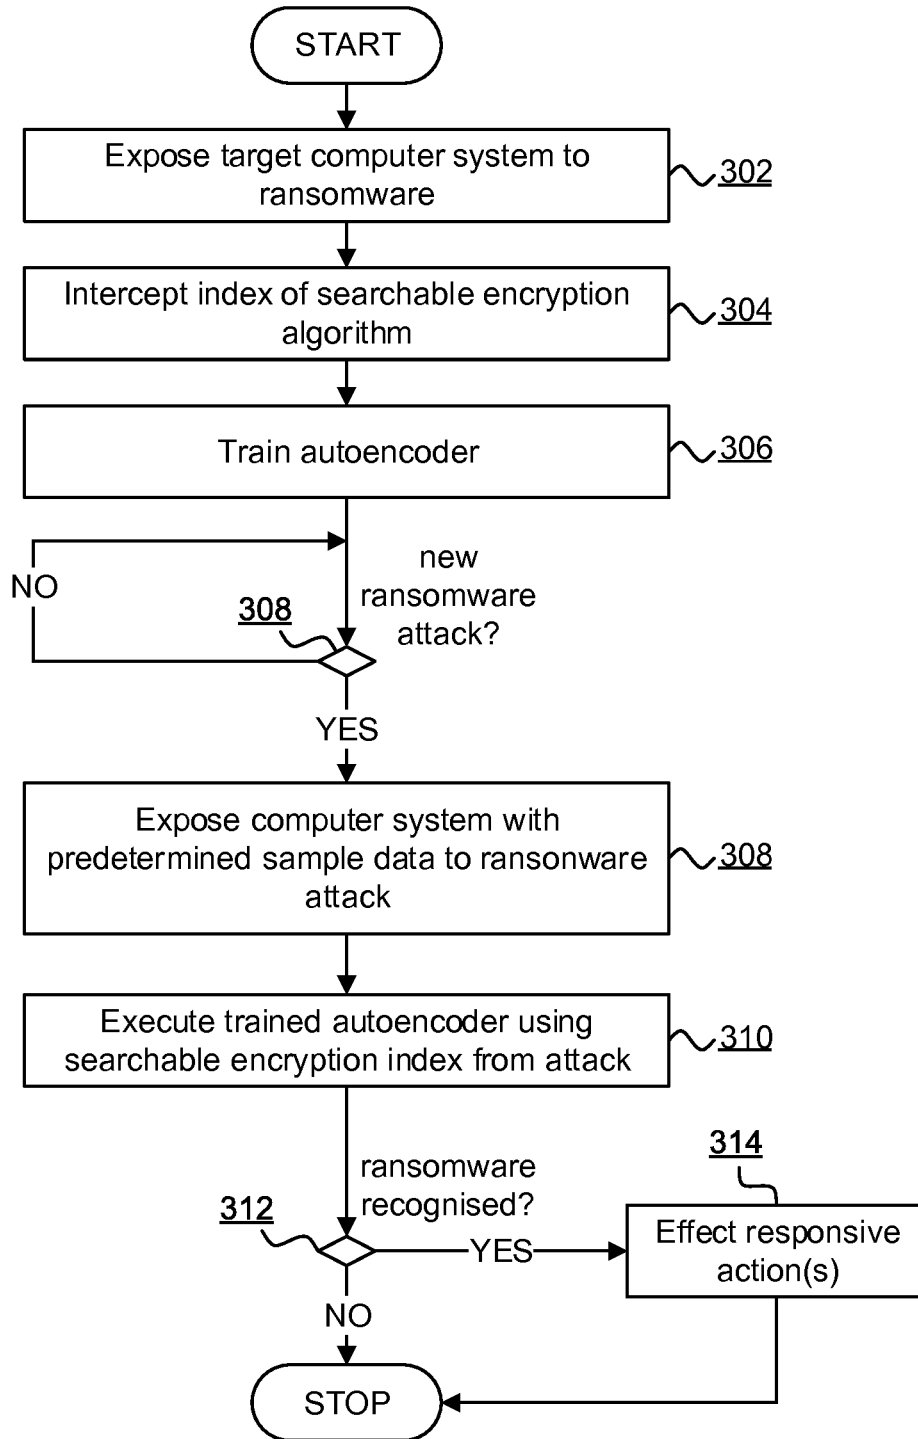 START
Expose target computer system to
ransomware
302
Intercept index of searchable encryption
algorithm
304
Train autoencoder
306
new
ransomware
attack?
NO
308
YES
Expose computer system with
predetermined sample data to ransonware
attack
308
Execute trained autoencoder using
searchable encryption index from attack
310
ransomware
recognised?
312
YES
314
Effect responsive
action(s)
NO
STOP